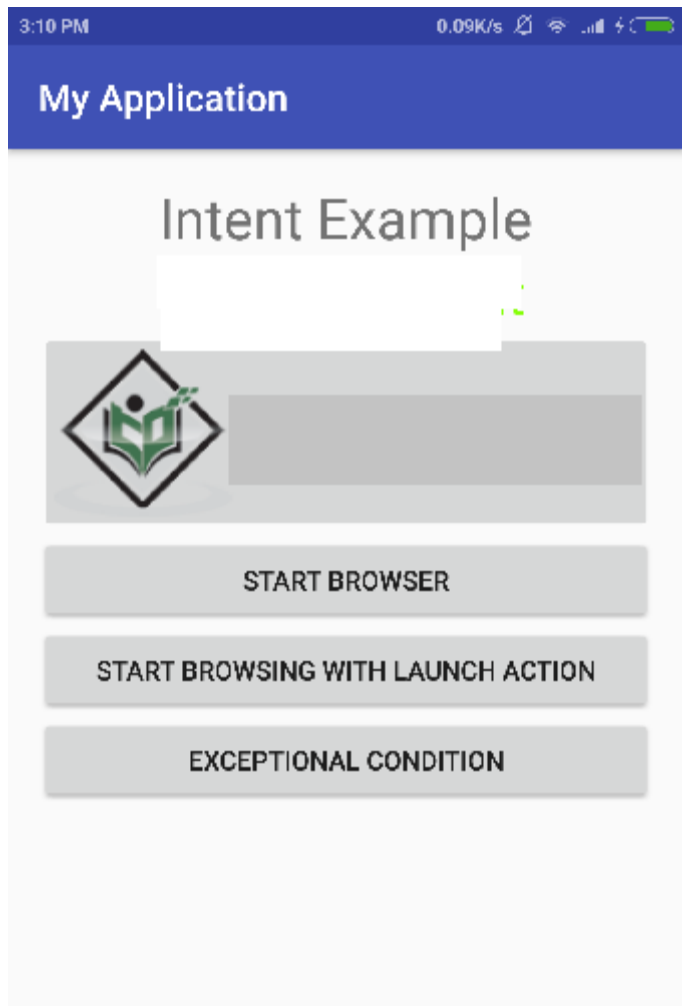 3:10 PM 0.09K/s
My Application
Intent Example
START BROWSER
START BROWSING WITH LAUNCH ACTION
EXCEPTIONAL CONDITION